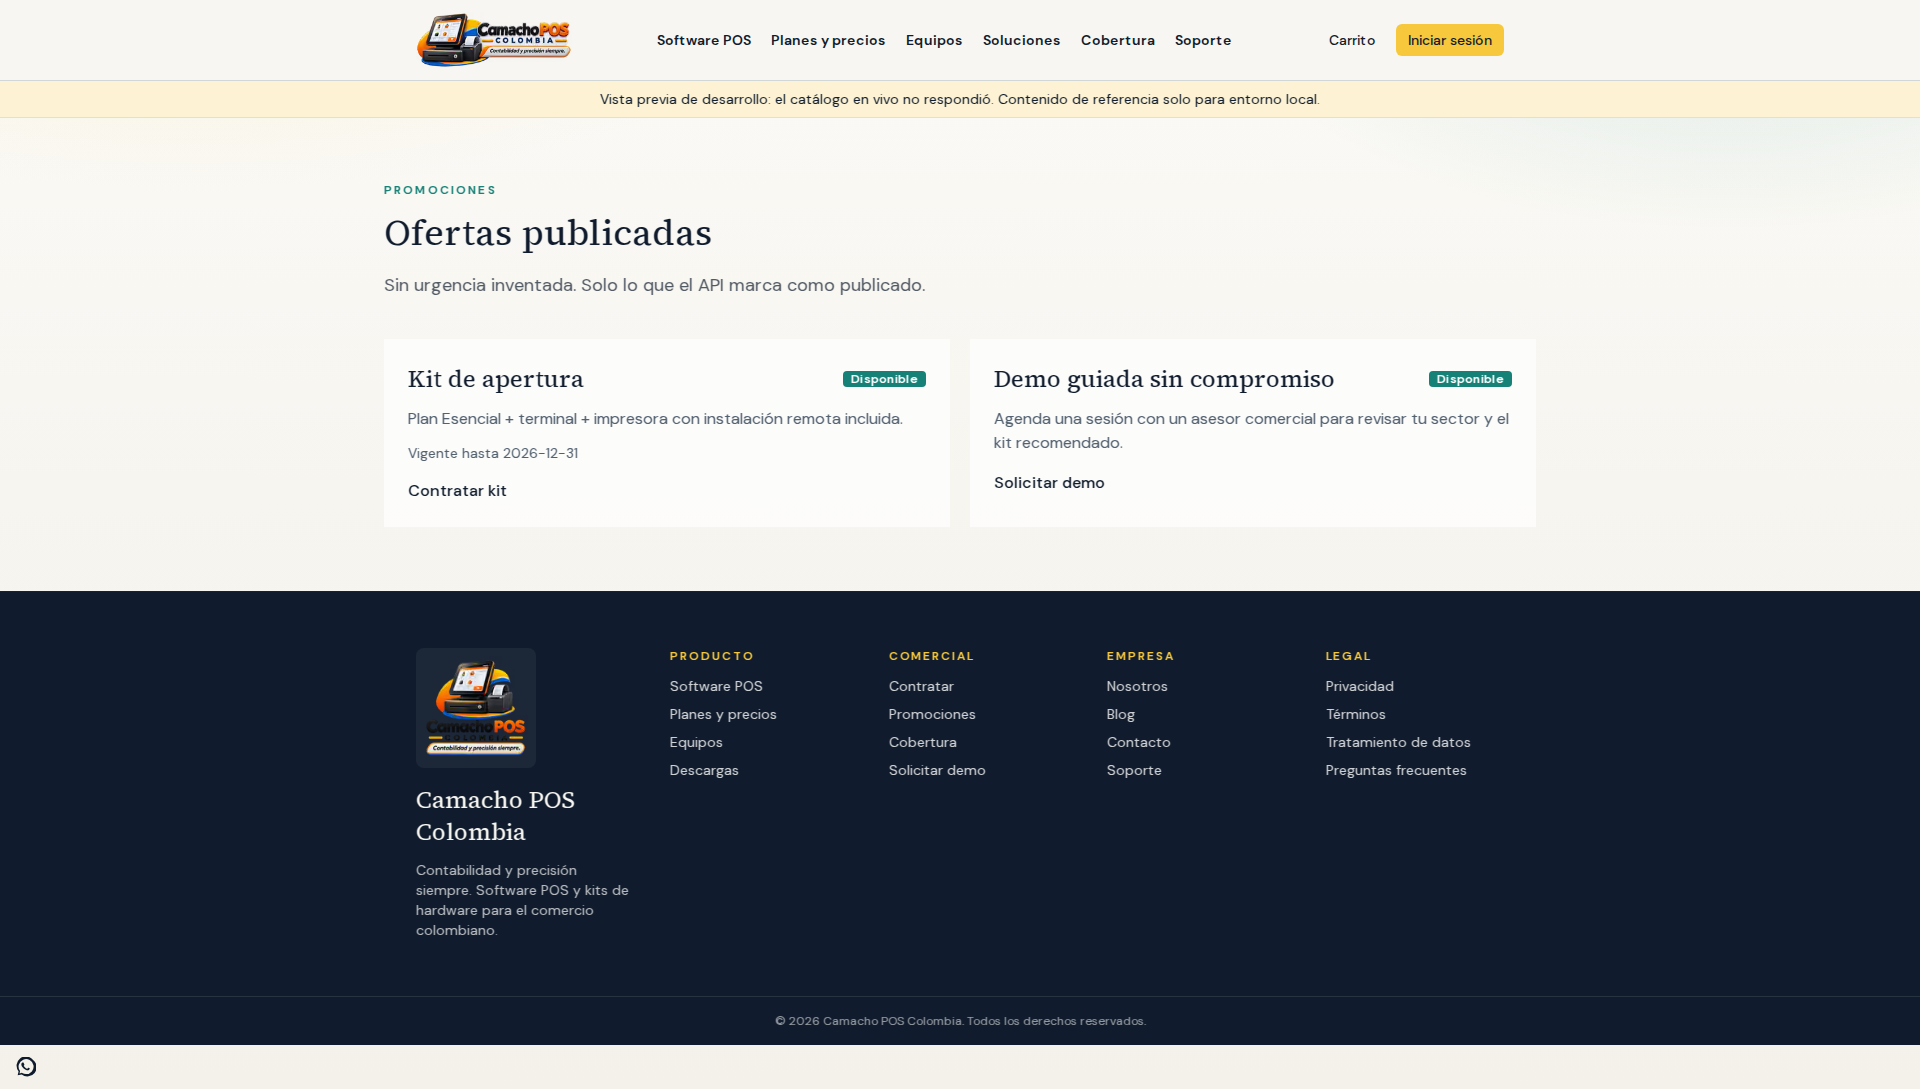 CamachoPOS
COLOMBIA
Contabilidad y precisión siempre.
Software POS
Planes y precios
Equipos
Soluciones
Cobertura
Soporte
Carrito
Iniciar sesión
Vista previa de desarrollo: el catálogo en vivo no respondió. Contenido de referencia solo para entorno local.
PROMOCIONES
Ofertas publicadas
Sin urgencia inventada. Solo lo que el API marca como publicado.
Kit de apertura
Disponible
Plan Esencial + terminal + impresora con instalación remota incluida.
Vigente hasta 2026-12-31
Contratar kit
Demo guiada sin compromiso
Disponible
Agenda una sesión con un asesor comercial para revisar tu sector y el
kit recomendado.
Solicitar demo
CamachoPOS
COLOMBIA
Contabilidad y precisión siempre.
Camacho POS
Colombia
Contabilidad y precisión
siempre. Software POS y kits de
hardware para el comercio
colombiano.
PRODUCTO
Software POS
Planes y precios
Equipos
Descargas
COMERCIAL
Contratar
Promociones
Cobertura
Solicitar demo
EMPRESA
Nosotros
Blog
Contacto
Soporte
LEGAL
Privacidad
Términos
Tratamiento de datos
Preguntas frecuentes
© 2026 Camacho POS Colombia. Todos los derechos reservados.